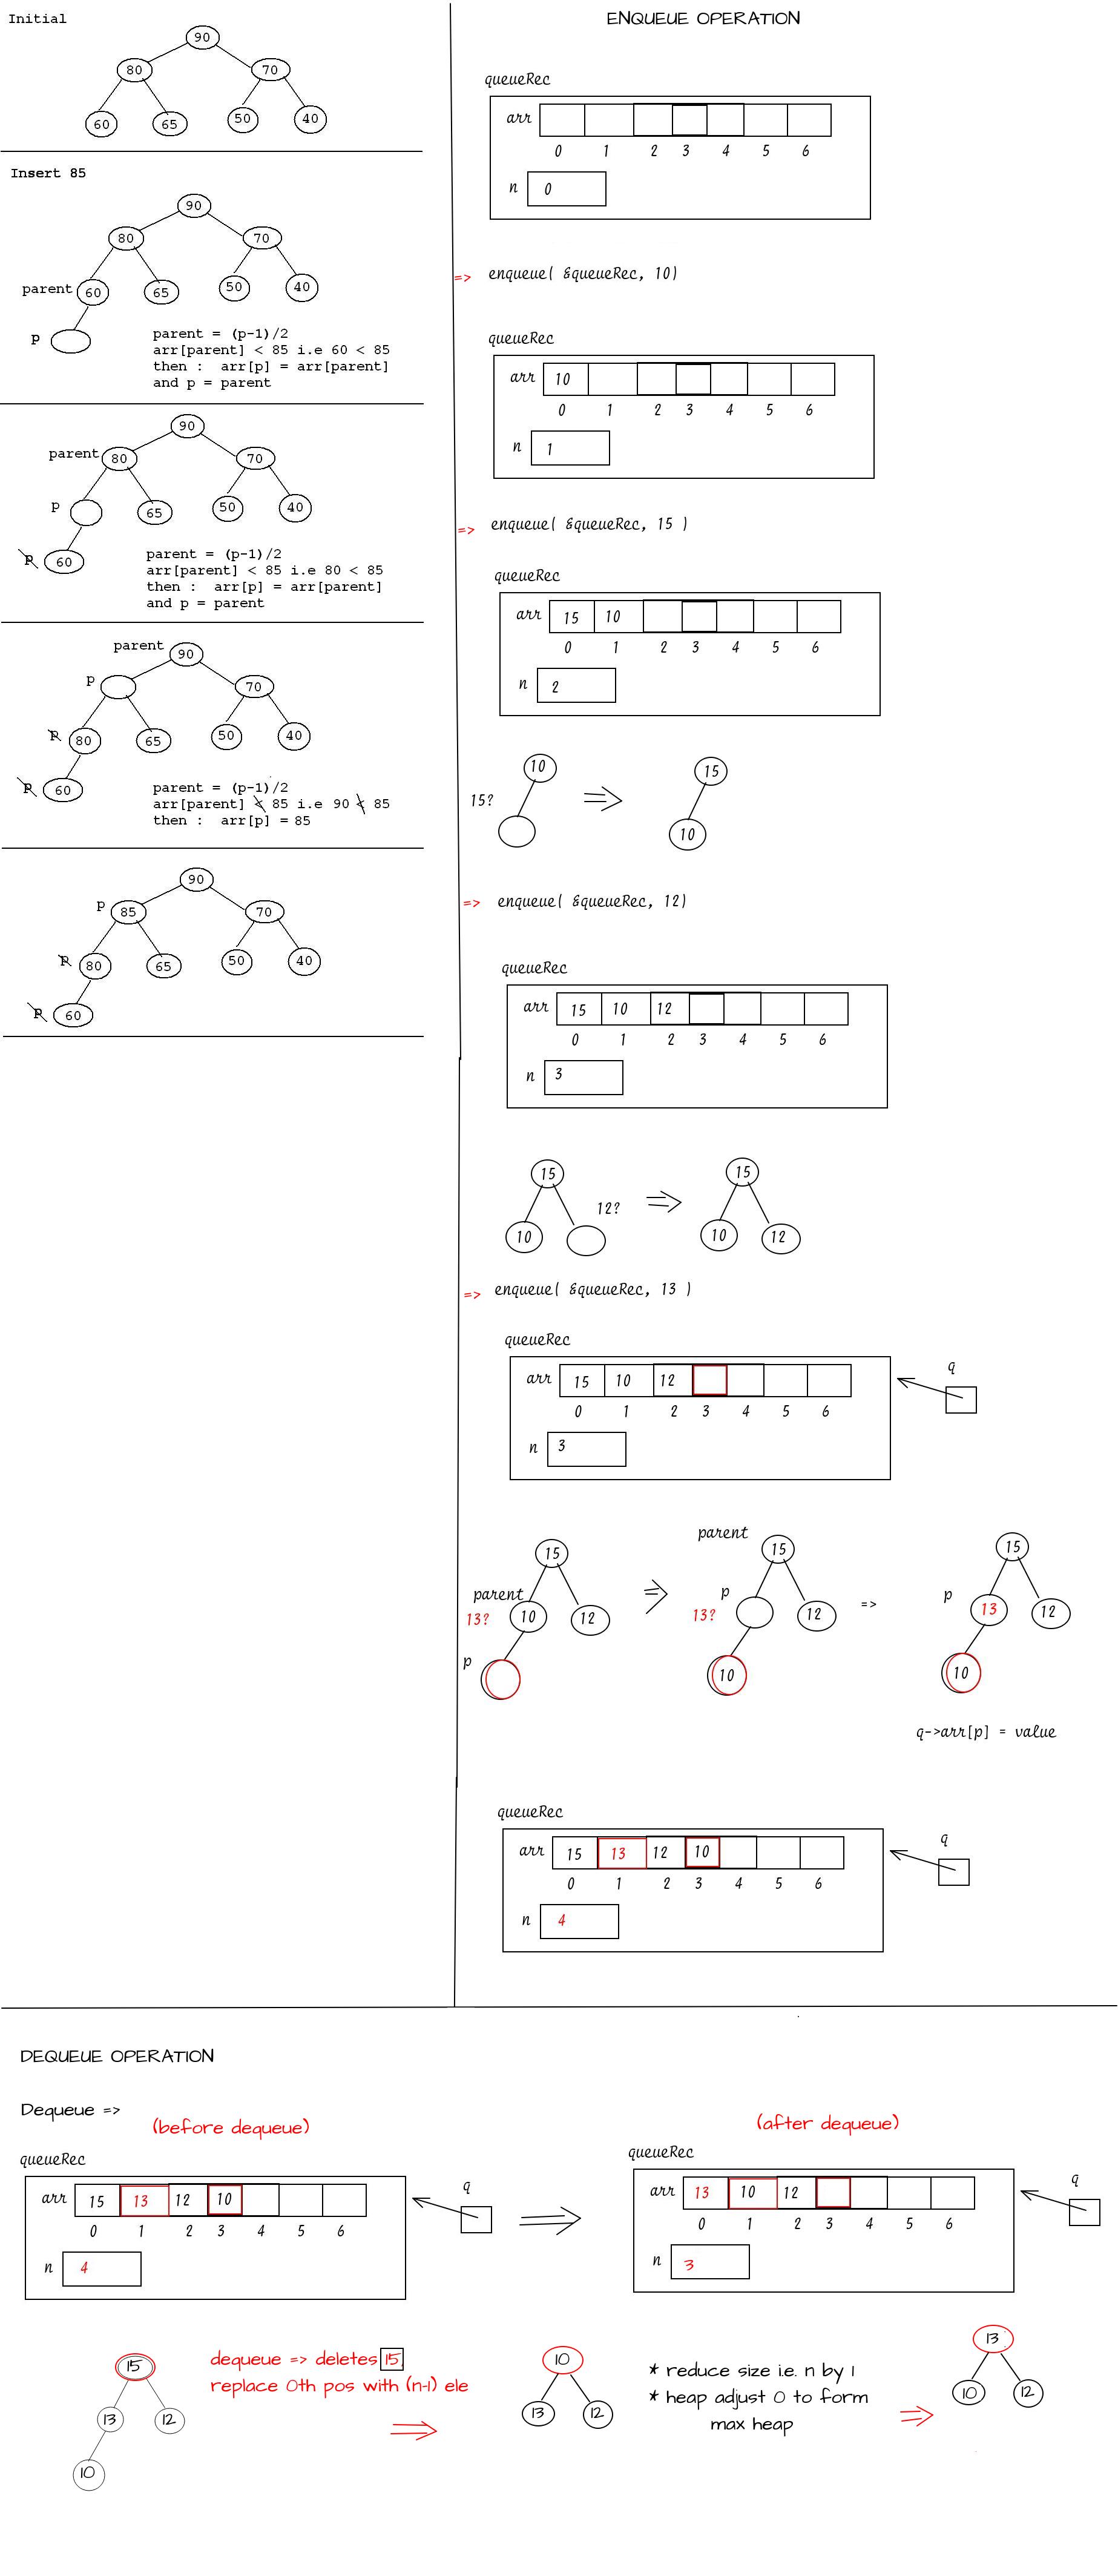 Initial
90
80 70
60 65 50 40
Insert 85
90
80 70
parent 60 65 50 40
p
parent = (p-1)/2
arr[parent] < 85 i.e 60 < 85
then : arr[p] = arr[parent]
and p = parent
90
parent 80 70
p 65 50 40
p 60
parent = (p-1)/2
arr[parent] < 85 i.e 80 < 85
then : arr[p] = arr[parent]
and p = parent
parent 90
p 70
p 80 65 50 40
p 60
parent = (p-1)/2
arr[parent] < 85 i.e 90 < 85
then : arr[p] = 85
90
p 85 70
p 80 65 50 40
p 60
ENQUEUE OPERATION
queueRec
arr
0 1 2 3 4 5 6
n 0
=> enqueue( &queueRec, 10)
queueRec
arr 10
0 1 2 3 4 5 6
n 1
=> enqueue( &queueRec, 15 )
queueRec
arr 15 10
0 1 2 3 4 5 6
n 2
10 15
15?
10
=> enqueue( &queueRec, 12)
queueRec
arr 15 10 12
0 1 2 3 4 5 6
n 3
15 15
12?
10 10 12
=> enqueue( &queueRec, 13 )
queueRec
q
arr 15 10 12
0 1 2 3 4 5 6
n 3
parent
15 15 15
parent p p
13? 10 12 13? 12 => 13 12
p 10 10
q->arr[p] = value
queueRec
q
arr 15 13 12 10
0 1 2 3 4 5 6
n 4
DEQUEUE OPERATION
Dequeue =>
(before dequeue) (after dequeue)
queueRec queueRec
q q
arr 15 13 12 10 arr 13 10 12
0 1 2 3 4 5 6 0 1 2 3 4 5 6
n 4 n 3
15
13 12
10
dequeue => deletes 15
replace 0th pos with (n-1) ele
10
13 12
* reduce size i.e. n by 1
* heap adjust 0 to form
max heap
13
10 12